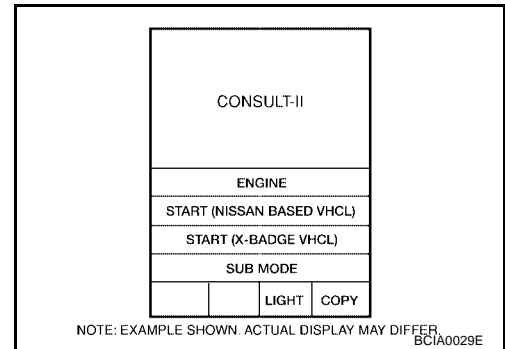 CONSULT-II
ENGINE
START (NISSAN BASED VHCL)
START (X-BADGE VHCL)
SUB MODE
LIGHT COPY
NOTE: EXAMPLE SHOWN. ACTUAL DISPLAY MAY DIFFER.
BCIA0029E